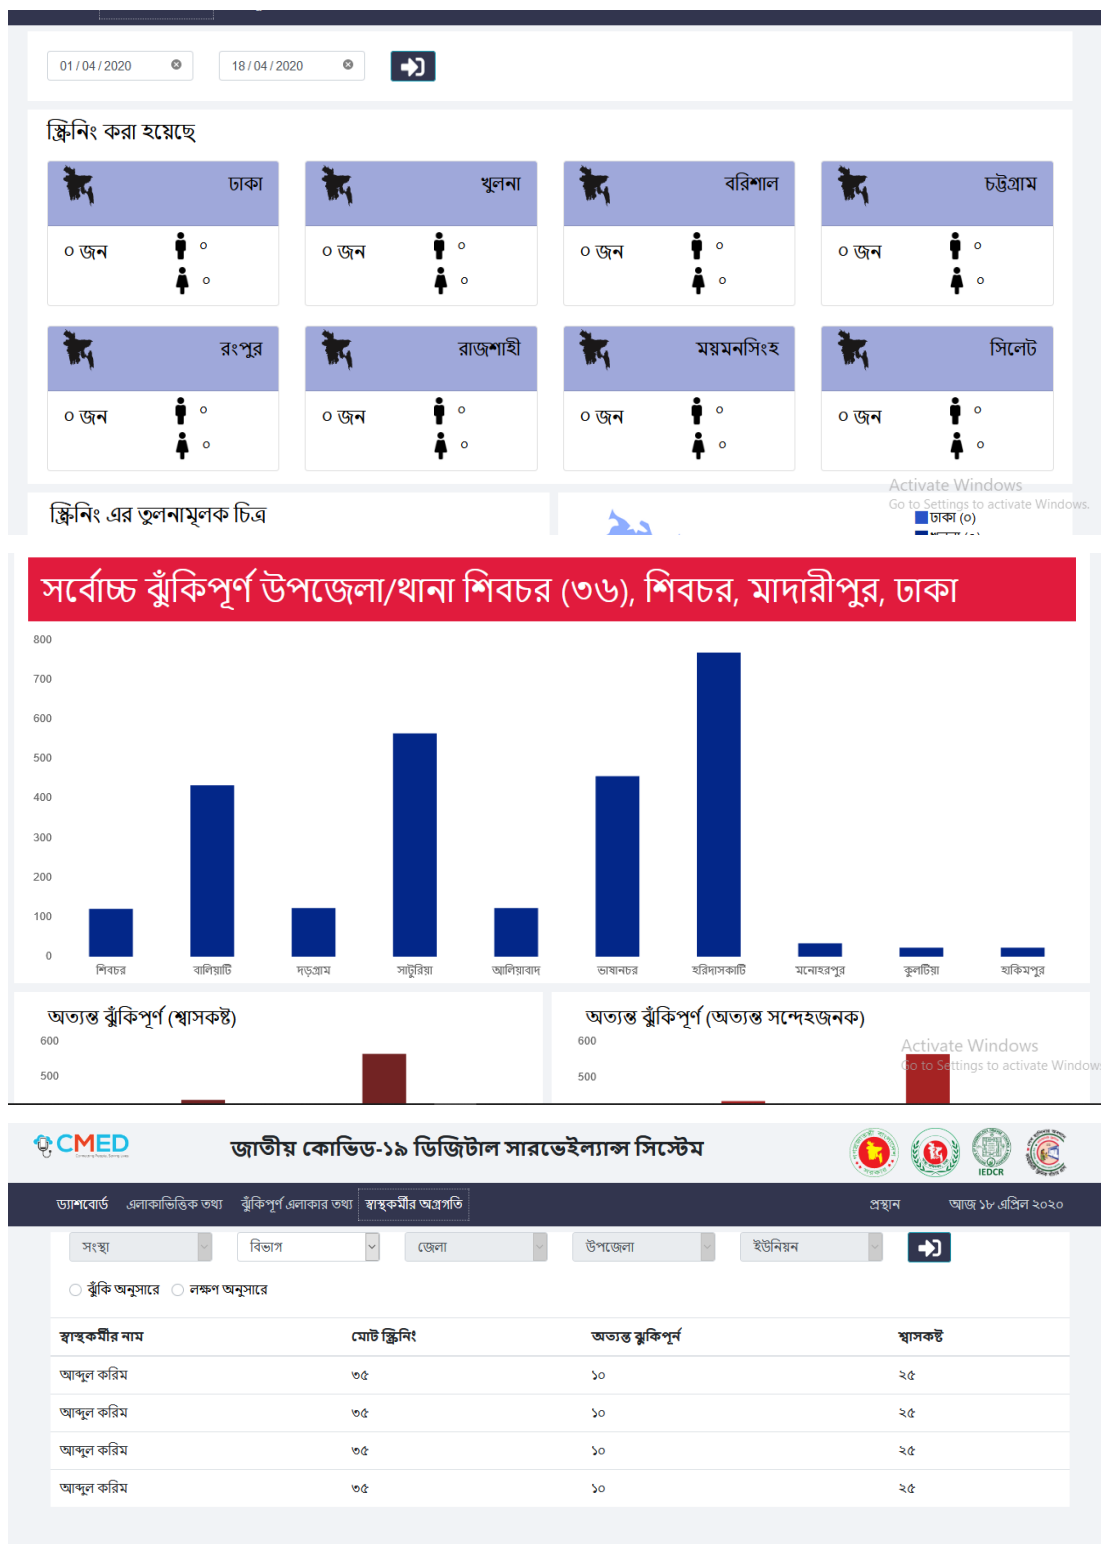 01 / 04 / 2020 18 / 04 / 2020
স্ক্রিনিং করা হয়েছে
ঢাকা খুলনা বরিশাল চট্টগ্রাম
০ জন ০ ০ জন ০ ০ জন ০ ০ জন ০
০ ০ ০ ০
রংপুর রাজশাহী ময়মনসিংহ সিলেট
০ জন ০ ০ জন ০ ০ জন ০ ০ জন ০
০ ০ ০ ০
Activate Windows
Go to Settings to activate Windows.
স্ক্রিনিং এর তুলনামূলক চিত্র
ঢাকা (০)
সর্বোচ্চ ঝুঁকিপূর্ণ উপজেলা/থানা শিবচর (৩৬), শিবচর, মাদারীপুর, ঢাকা
800
700
600
500
400
300
200
100
0
শিবচর বালিয়াটি দড়গ্রাম সাটুরিয়া আলিয়াবাদ ভাষানচর হরিদাসকাটি মনোহরপুর কুলটিয়া হাকিমপুর
অত্যন্ত ঝুঁকিপূর্ণ (শ্বাসকষ্ট) অত্যন্ত ঝুঁকিপূর্ণ (অত্যন্ত সন্দেহজনক)
600 600
500 500
Activate Windows
Go to Settings to activate Windows
CMED জাতীয় কোভিড-১৯ ডিজিটাল সারভেইল্যান্স সিস্টেম
IEDCR
ড্যাশবোর্ড এলাকাভিত্তিক তথ্য ঝুঁকিপূর্ণ এলাকার তথ্য স্বাস্থকর্মীর অগ্রগতি প্রস্থান আজ ১৮ এপ্রিল ২০২০
সংস্থা বিভাগ জেলা উপজেলা ইউনিয়ন
ঝুঁকি অনুসারে লক্ষণ অনুসারে
স্বাস্থকর্মীর নাম মোট স্ক্রিনিং অত্যন্ত ঝুকিপূর্ন শ্বাসকষ্ট
আব্দুল করিম ৩৫ ১০ ২৫
আব্দুল করিম ৩৫ ১০ ২৫
আব্দুল করিম ৩৫ ১০ ২৫
আব্দুল করিম ৩৫ ১০ ২৫